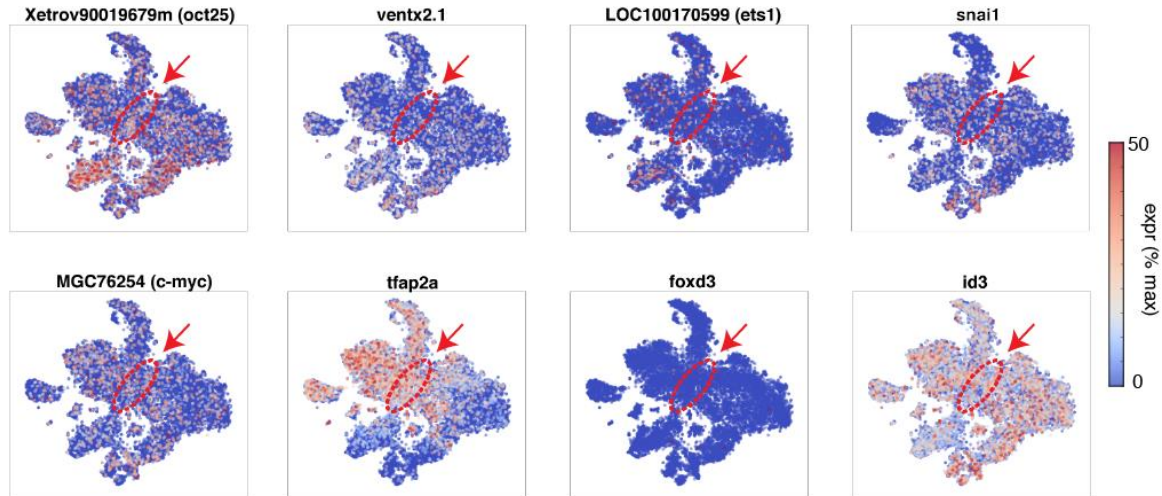 Xetrov90019679m (oct25)
ventx2.1
LOC100170599 (ets1)
snai1
MGC76254 (c-myc)
tfap2a
foxd3
id3
50
expr (% max)
0